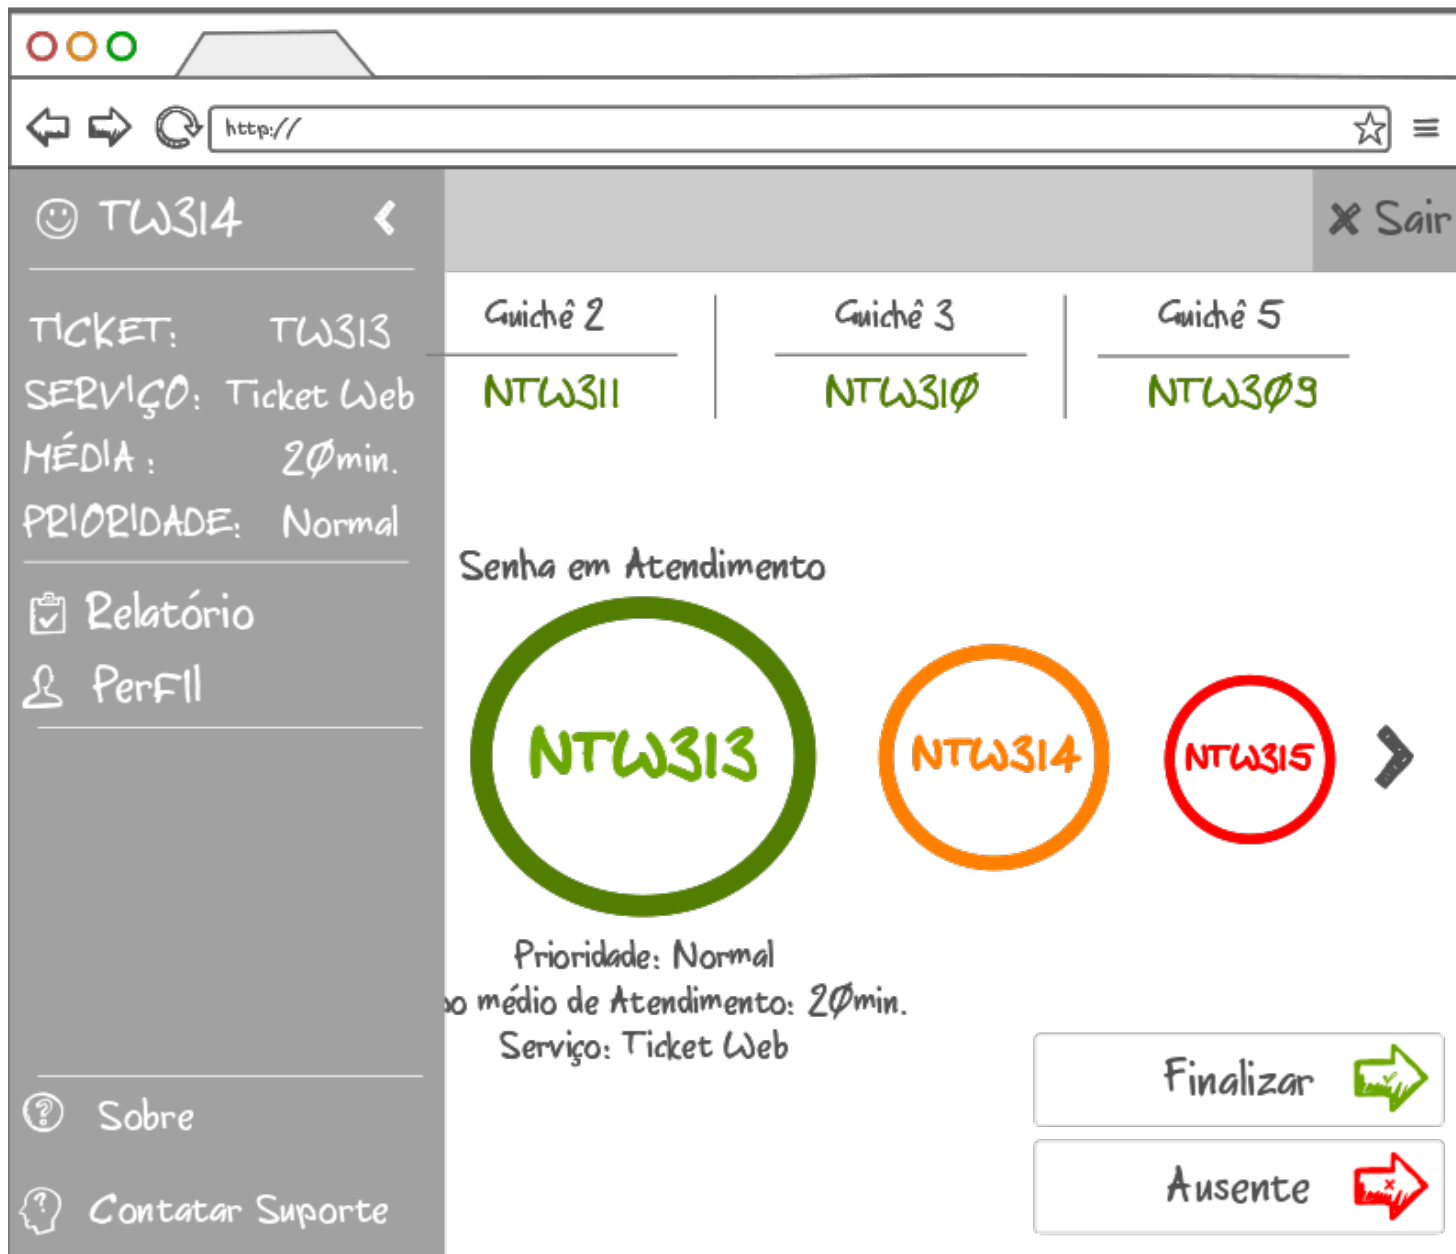 http://
TW314
Sair
TICKET: TW313
SERVIÇO: Ticket Web
MÉDIA : 20min.
PRIORIDADE: Normal
Relatório
PerFIl
Sobre
Contatar Suporte
Guichê 2
NTW311
Guichê 3
NTW310
Guichê 5
NTW309
Senha em Atendimento
NTW313
NTW314
NTW315
Prioridade: Normal
po médio de Atendimento: 20min.
Serviço: Ticket Web
Finalizar
Ausente